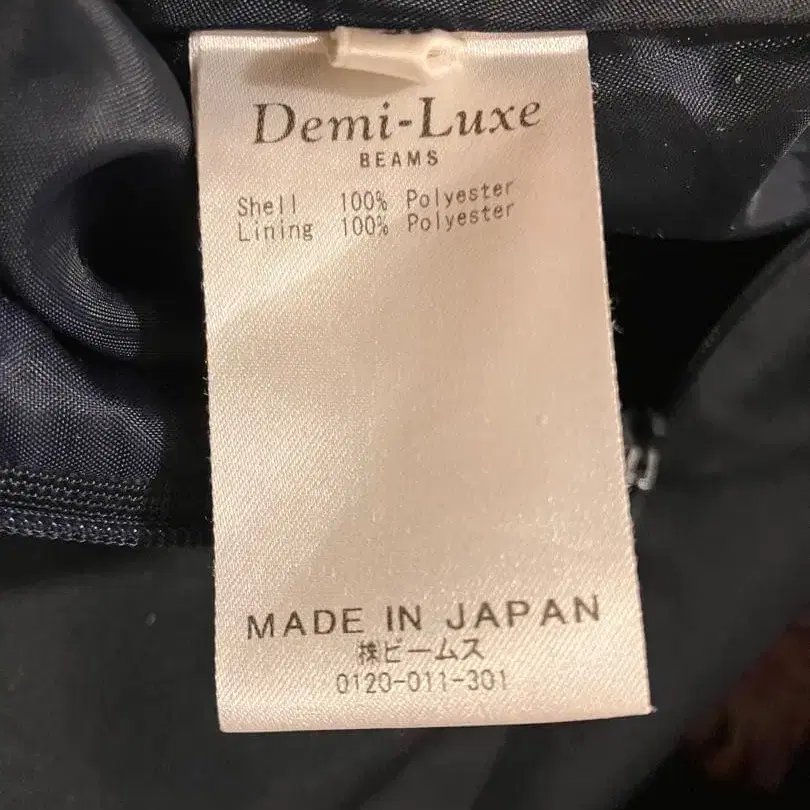 Demi-Luxe
BEAMS
Shell 100% Polyester
Lining 100% Polyester
MADE IN JAPAN
㈱ビームス
0120-011-301